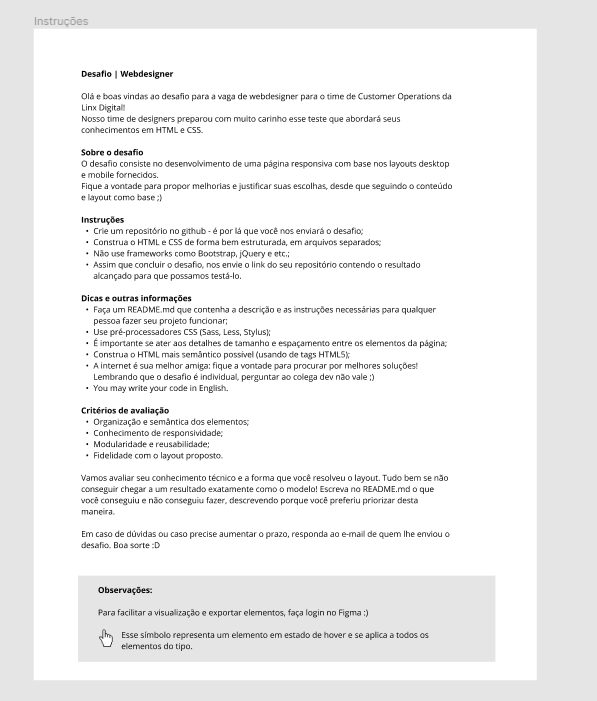 Instruções
Desafio | Webdesigner
Olá e boas vindas ao desafio para a vaga de webdesigner para o time de Customer Operations da
Linx Digital!
Nosso time de designers preparou com muito carinho esse teste que abordará seus
conhecimentos em HTML e CSS.
Sobre o desafio
O desafio consiste no desenvolvimento de uma página responsiva com base nos layouts desktop
e mobile fornecidos.
Fique a vontade para propor melhorias e justificar suas escolhas, desde que seguindo o conteúdo
e layout como base ;)
Instruções
• Crie um repositório no github - é por lá que você nos enviará o desafio;
• Construa o HTML e CSS de forma bem estruturada, em arquivos separados;
• Não use frameworks como Bootstrap, jQuery e etc.;
• Assim que concluir o desafio, nos envie o link do seu repositório contendo o resultado
alcançado para que possamos testá-lo.
Dicas e outras informações
• Faça um README.md que contenha a descrição e as instruções necessárias para qualquer
pessoa fazer seu projeto funcionar;
• Use pré-processadores CSS (Sass, Less, Stylus);
• É importante se ater aos detalhes de tamanho e espaçamento entre os elementos da página;
• Construa o HTML mais semântico possível (usando de tags HTML5);
• A internet é sua melhor amiga: fique a vontade para procurar por melhores soluções!
Lembrando que o desafio é individual, perguntar ao colega dev não vale ;)
• You may write your code in English.
Critérios de avaliação
• Organização e semântica dos elementos;
• Conhecimento de responsividade;
• Modularidade e reusabilidade;
• Fidelidade com o layout proposto.
Vamos avaliar seu conhecimento técnico e a forma que você resolveu o layout. Tudo bem se não
conseguir chegar a um resultado exatamente como o modelo! Escreva no README.md o que
você conseguiu e não conseguiu fazer, descrevendo porque você preferiu priorizar desta
maneira.
Em caso de dúvidas ou caso precise aumentar o prazo, responda ao e-mail de quem lhe enviou o
desafio. Boa sorte :D
Observações:
Para facilitar a visualização e exportar elementos, faça login no Figma :)
Esse símbolo representa um elemento em estado de hover e se aplica a todos os
elementos do tipo.